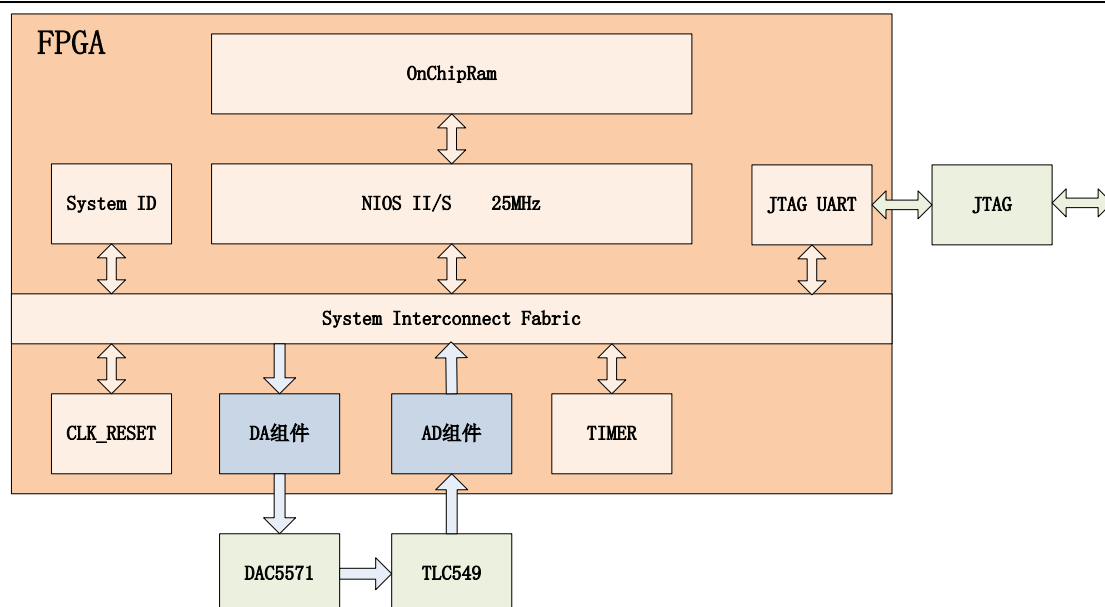 FPGA
OnChipRam
System ID
NIOS II/S 25MHz
JTAG UART
JTAG
System Interconnect Fabric
CLK_RESET
DA组件
AD组件
TIMER
DAC5571
TLC549